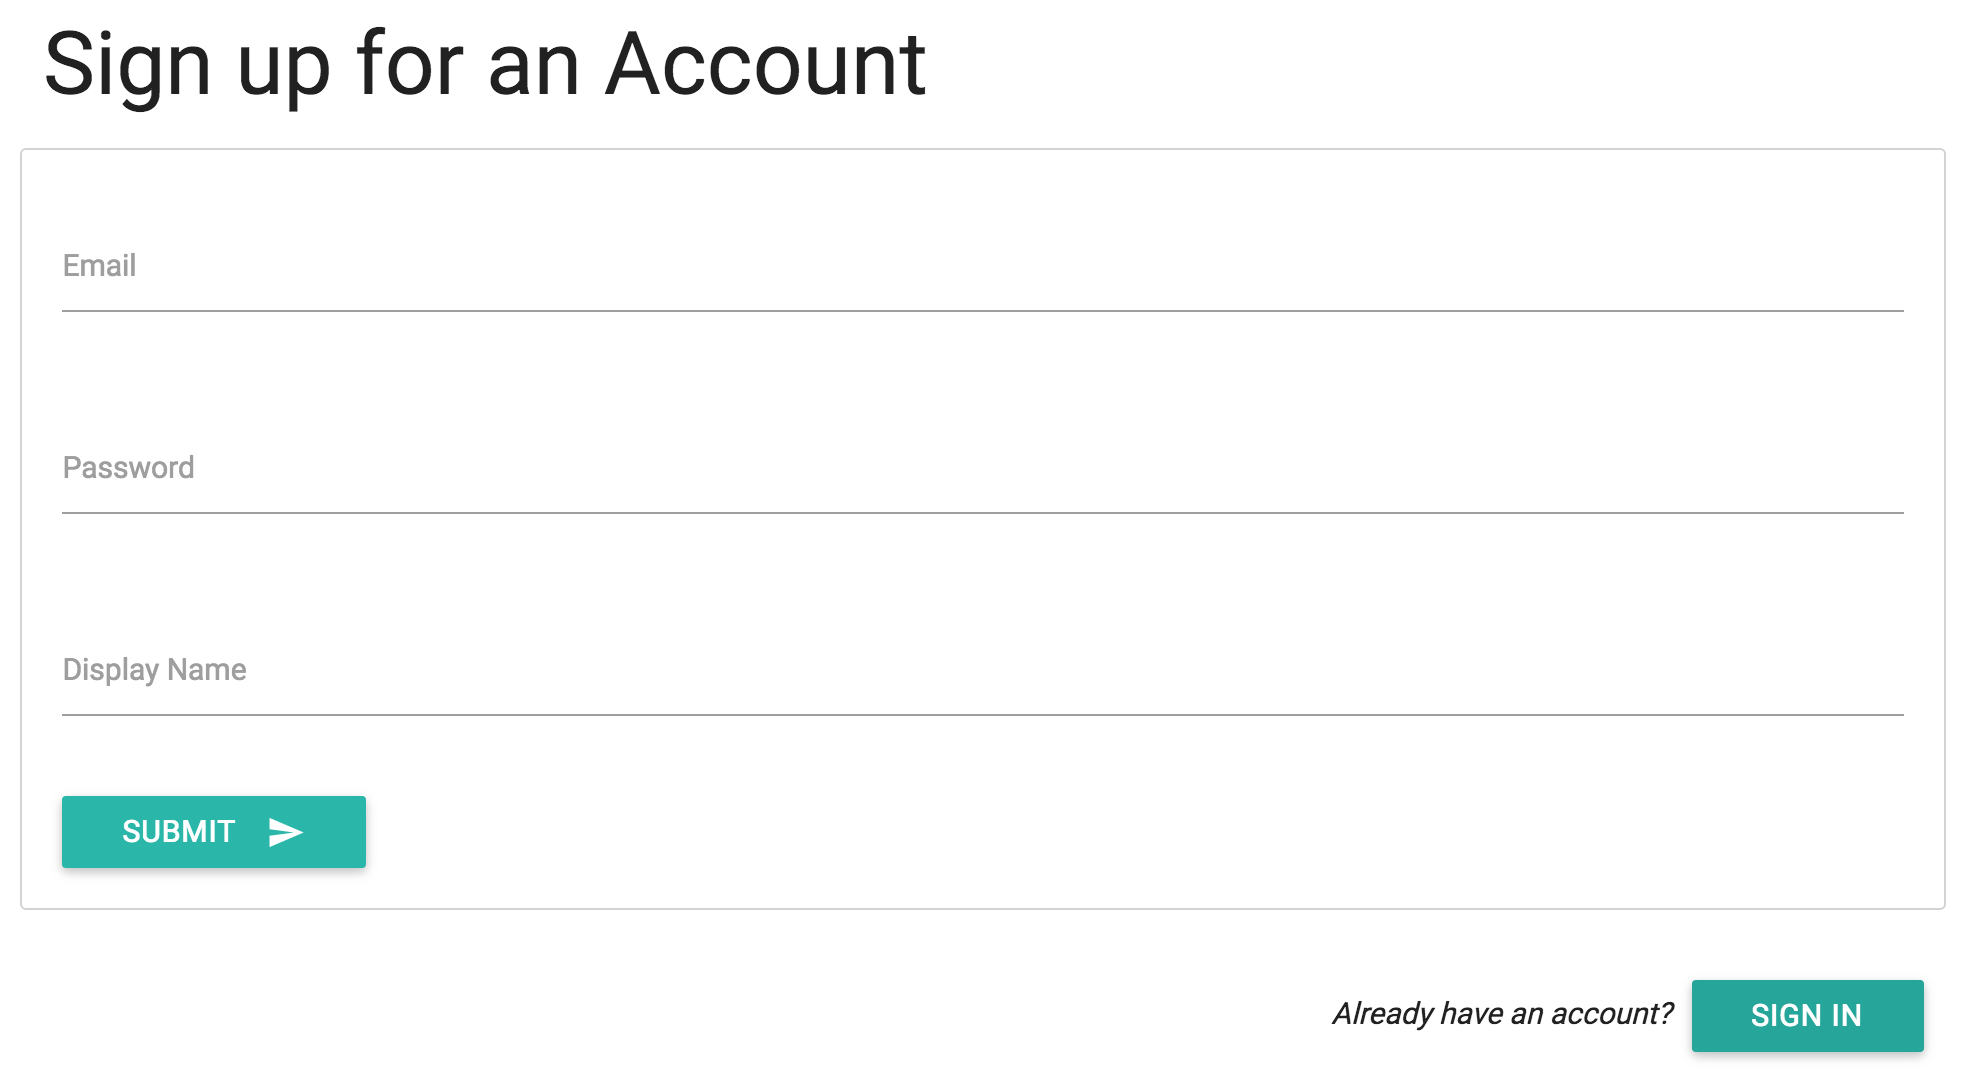 Sign up for an Account
Email
Password
Display Name
SUBMIT
Already have an account? SIGN IN